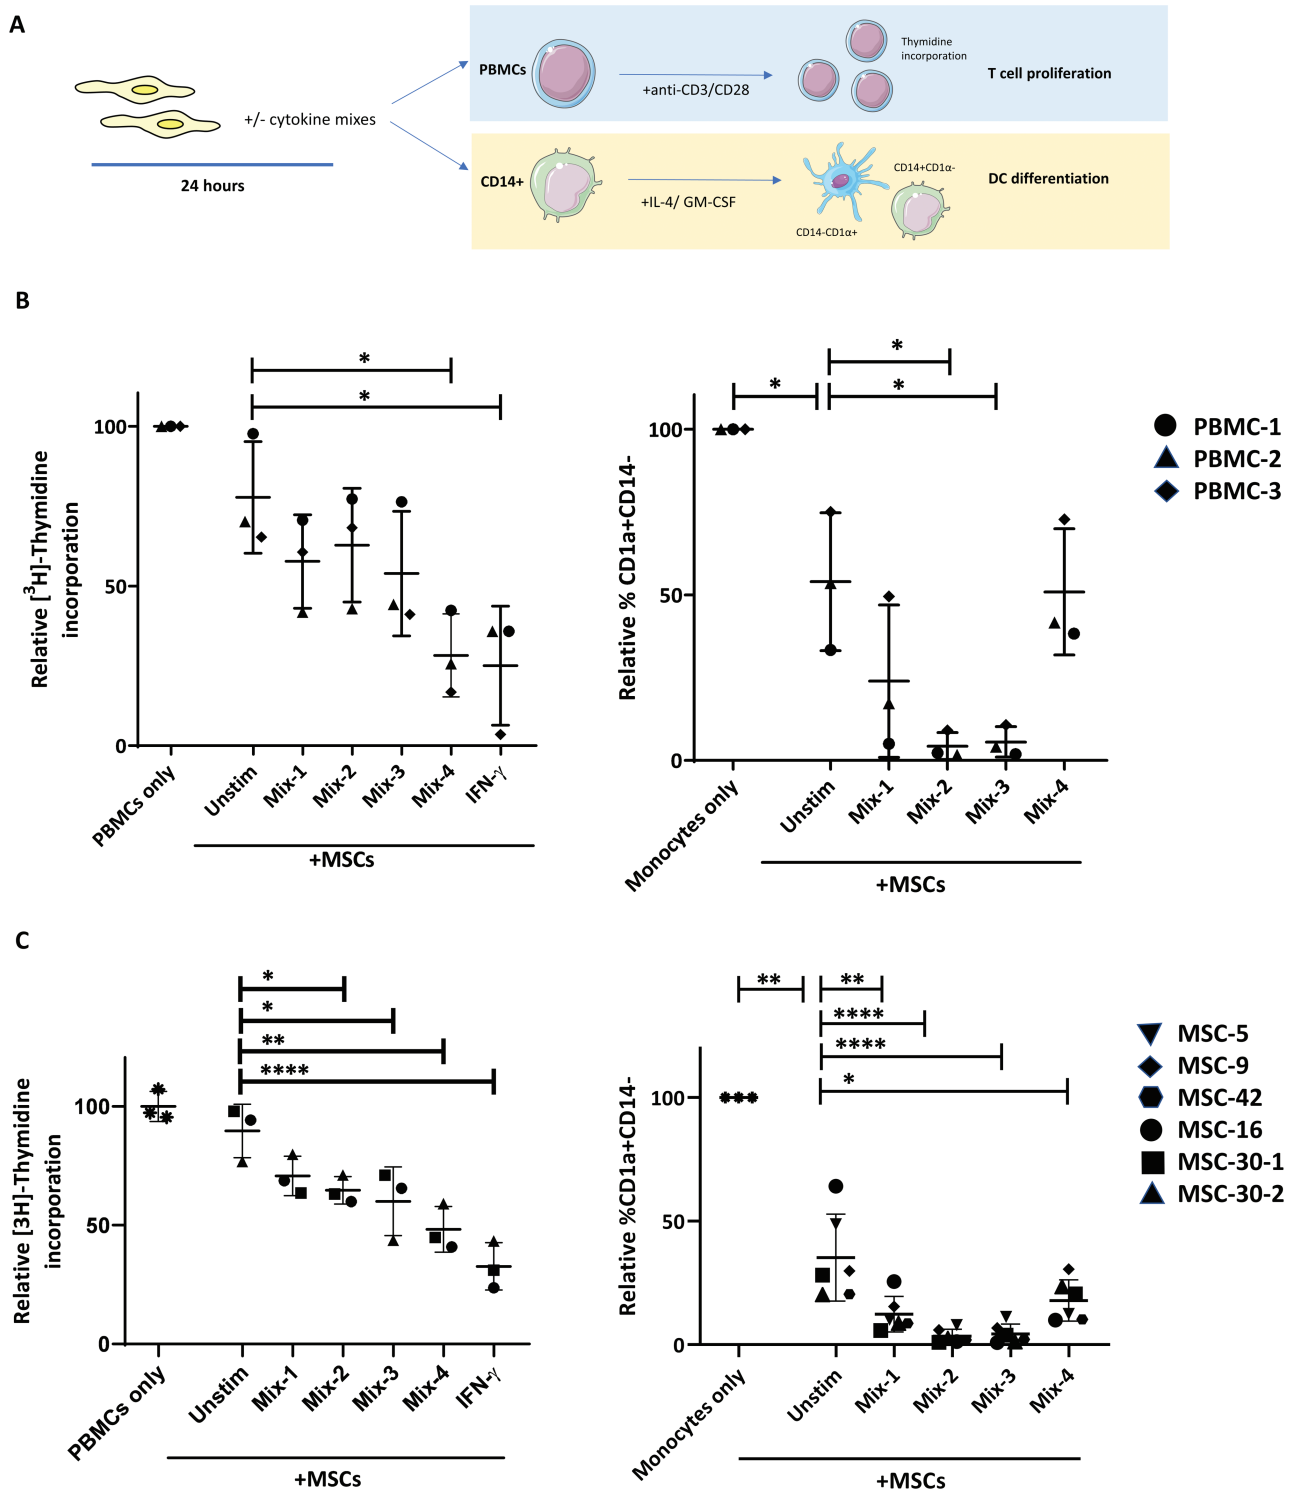 A
+/- cytokine mixes
24 hours
PBMCs
+anti-CD3/CD28
Thymidine
incorporation
T cell proliferation
CD14+
+IL-4/ GM-CSF
CD14-CD1α+
CD14+CD1α-
DC differentiation
B
Relative [³H]-Thymidine
incorporation
100
50
0
*
*
PBMCs only
Unstim
Mix-1
Mix-2
Mix-3
Mix-4
IFN-γ
+MSCs
Relative % CD1a+CD14-
100
50
0
*
*
*
Monocytes only
Unstim
Mix-1
Mix-2
Mix-3
Mix-4
+MSCs
PBMC-1
PBMC-2
PBMC-3
C
Relative [3H]-Thymidine
incorporation
100
50
0
*
*
**
****
PBMCs only
Unstim
Mix-1
Mix-2
Mix-3
Mix-4
IFN-γ
+MSCs
Relative %CD1a+CD14-
100
50
0
**
**
****
****
*
Monocytes only
Unstim
Mix-1
Mix-2
Mix-3
Mix-4
+MSCs
MSC-5
MSC-9
MSC-42
MSC-16
MSC-30-1
MSC-30-2